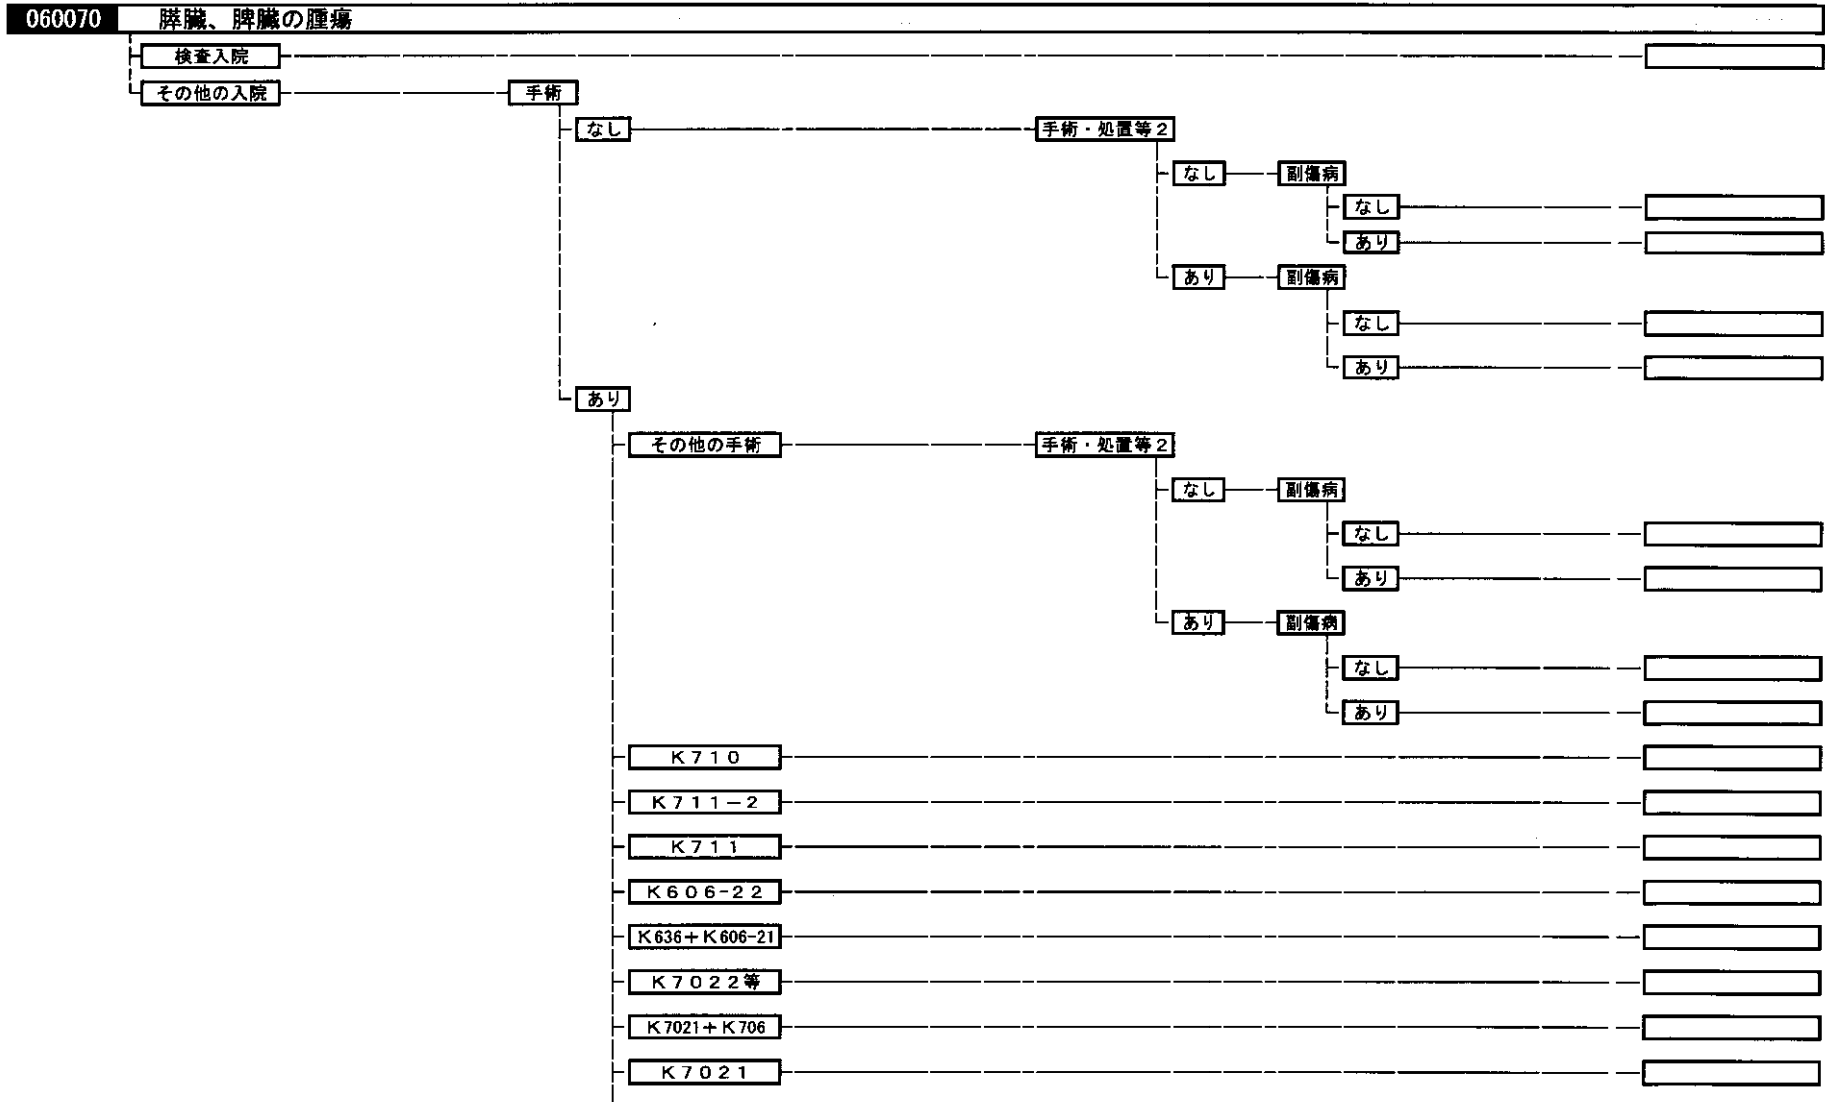 060070 膵臓、脾臓の腫瘍
検査入院
その他の入院 手術
なし 手術・処置等2
なし 副傷病
なし
あり
あり 副傷病
なし
あり
あり
その他の手術 手術・処置等2
なし 副傷病
なし
あり
あり 副傷病
なし
あり
K710
K711-2
K711
K606-22
K636+K606-21
K7022等
K7021+K706
K7021